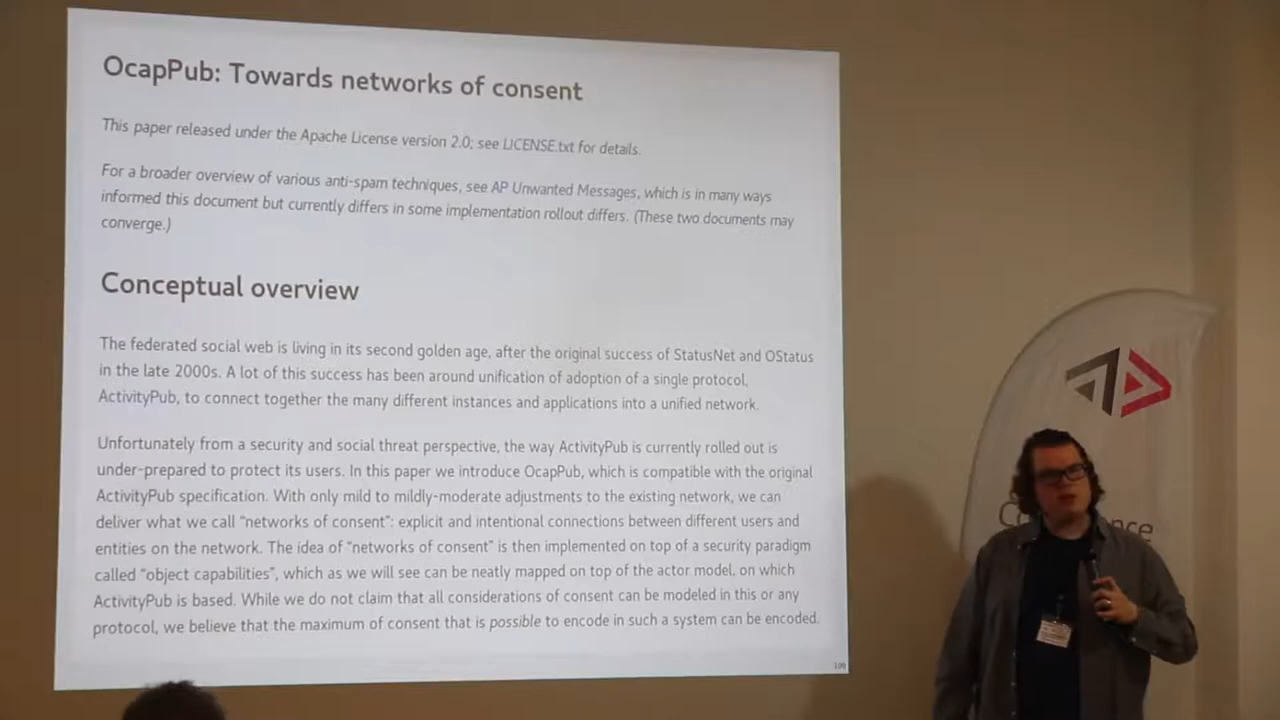 OcapPub: Towards networks of consent
This paper released under the Apache License version 2.0; see LICENSE.txt for details.
For a broader overview of various anti-spam techniques, see AP Unwanted Messages, which is in many ways
informed this document but currently differs in some implementation rollout differs. (These two documents may
converge.)
Conceptual overview
The federated social web is living in its second golden age, after the original success of StatusNet and OStatus
in the late 2000s. A lot of this success has been around unification of adoption of a single protocol,
ActivityPub, to connect together the many different instances and applications into a unified network.
Unfortunately from a security and social threat perspective, the way ActivityPub is currently rolled out is
under-prepared to protect its users. In this paper we introduce OcapPub, which is compatible with the original
ActivityPub specification. With only mild to mildly-moderate adjustments to the existing network, we can
deliver what we call “networks of consent”: explicit and intentional connections between different users and
entities on the network. The idea of “networks of consent” is then implemented on top of a security paradigm
called “object capabilities”, which as we will see can be neatly mapped on top of the actor model, on which
ActivityPub is based. While we do not claim that all considerations of consent can be modeled in this or any
protocol, we believe that the maximum of consent that is possible to encode in such a system can be encoded.